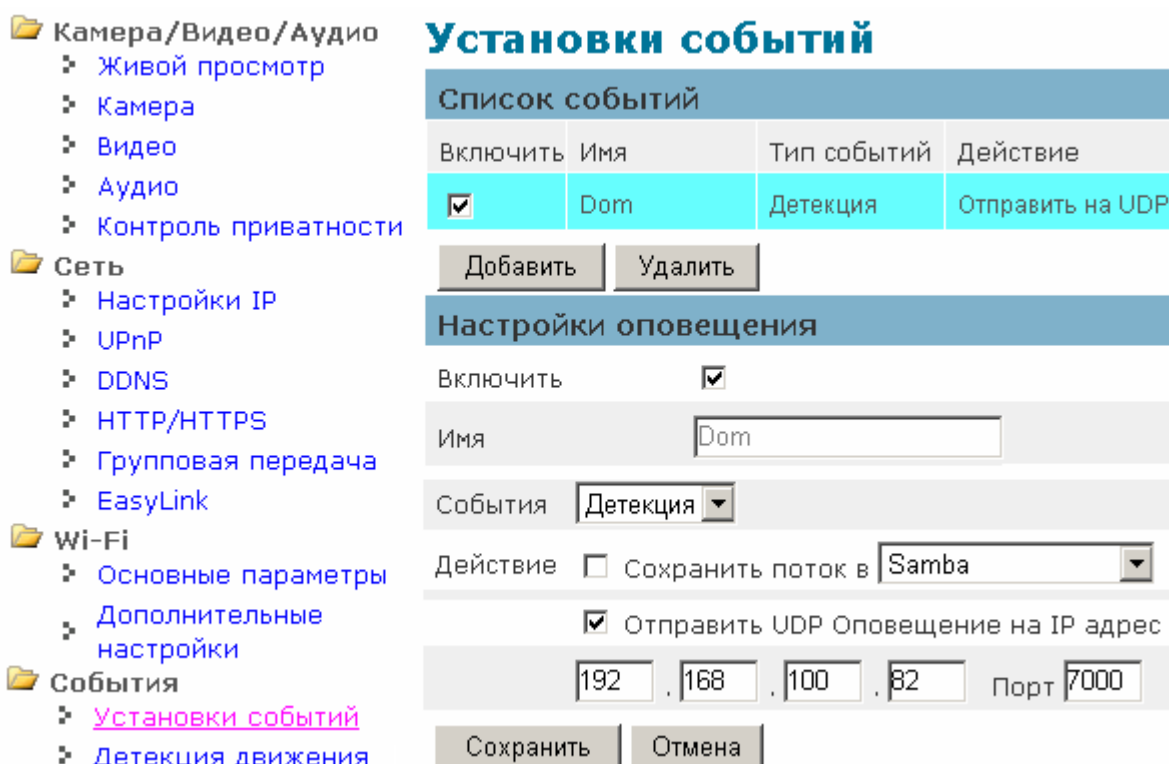 Камера/Видео/Аудио
Живой просмотр
Камера
Видео
Аудио
Контроль приватности
Сеть
Настройки IP
UPnP
DDNS
HTTP/HTTPS
Групповая передача
EasyLink
Wi-Fi
Основные параметры
Дополнительные
настройки
События
Установки событий
Детекция движения
Установки событий
Список событий
Включить Имя Тип событий Действие
Dom Детекция Отправить на UDP
Добавить Удалить
Настройки оповещения
Включить
Имя Dom
События Детекция
Действие Сохранить поток в Samba
Отправить UDP Оповещение на IP адрес
192 . 168 . 100 . 82 Порт 7000
Сохранить Отмена